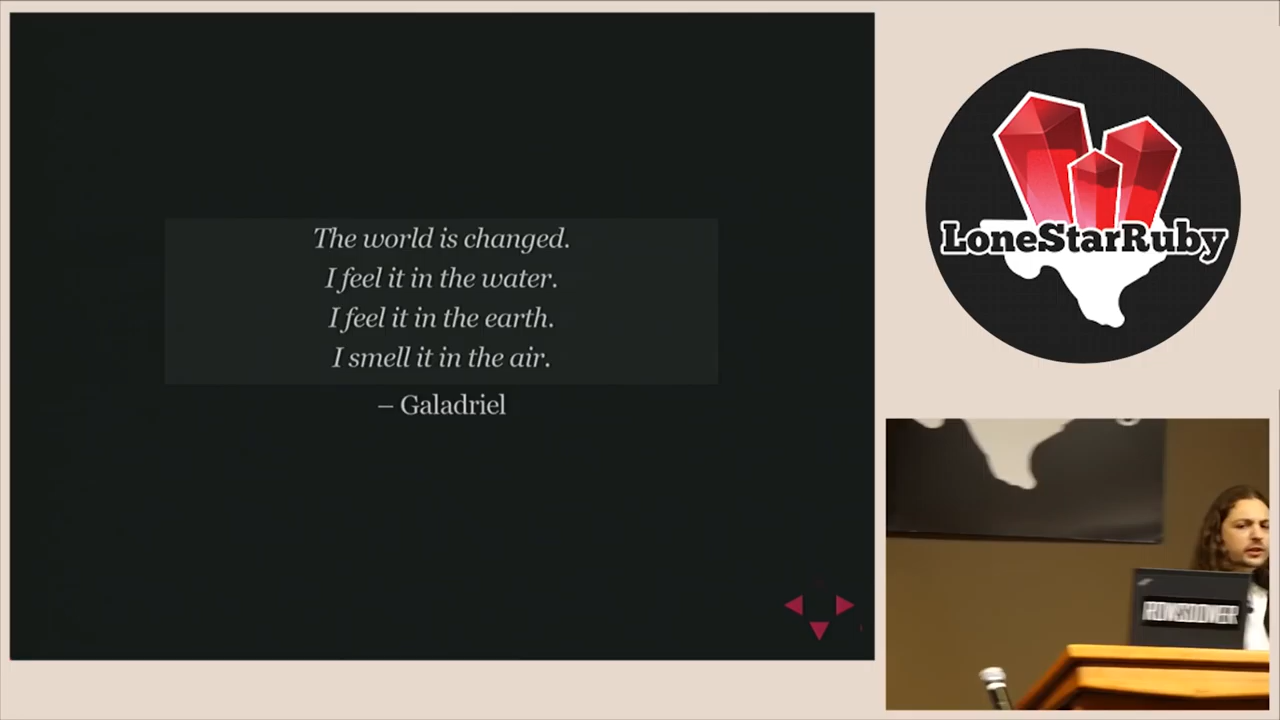 The world is changed.
I feel it in the water.
I feel it in the earth.
I smell it in the air.
– Galadriel
LoneStarRuby